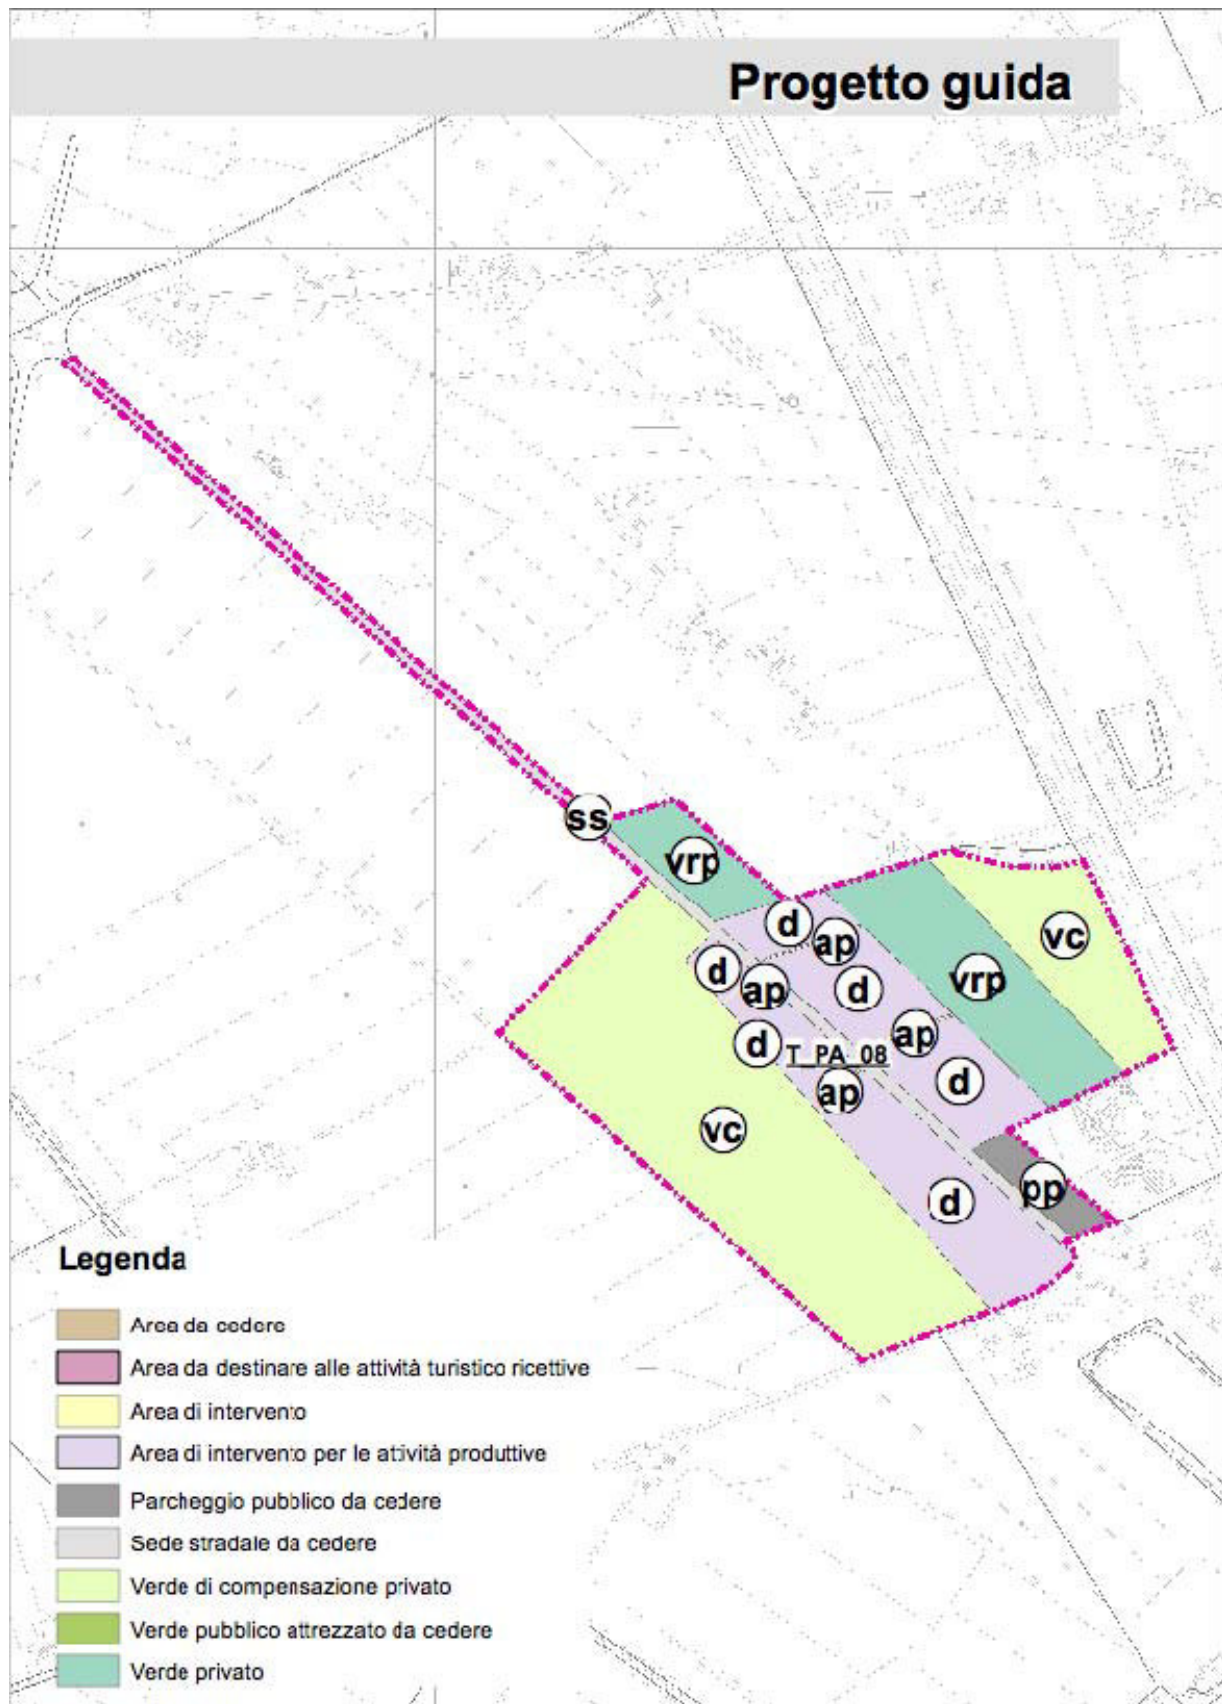 Progetto guida
ss
vrp
d
ap
vc
d
vrp
ap
d
ap
d
T_PA_08
d
ap
vc
pp
d
Legenda
Area da cedere
Area da destinare alle attività turistico ricettive
Area di intervento
Area di intervento per le attività produttive
Parcheggio pubblico da cedere
Sede stradale da cedere
Verde di compensazione privato
Verde pubblico attrezzato da cedere
Verde privato